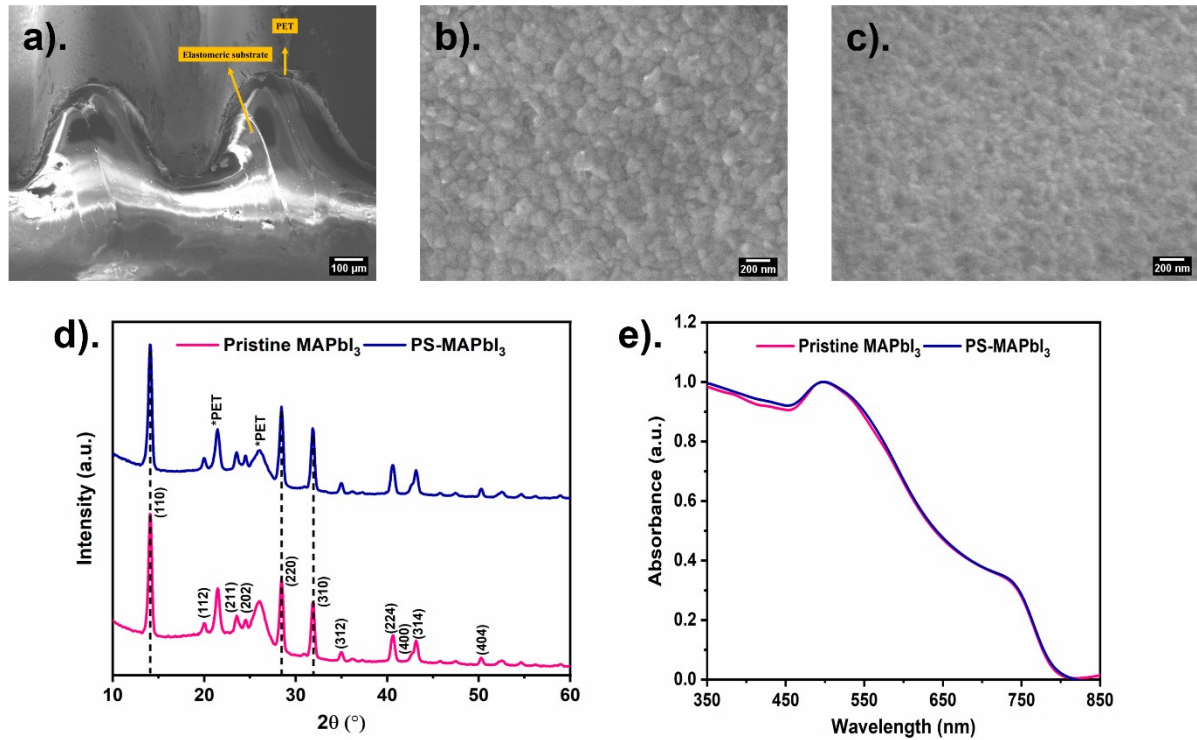 a).
PET
Elastomeric substrate
100 µm
b).
200 nm
c).
200 nm
d).
Pristine MAPbI₃ PS-MAPbI₃
*PET
*PET
(110)
(112)
(211)
(202)
(220)
(310)
(312)
(224)
(400)
(314)
(404)
Intensity (a.u.)
10 20 30 40 50 60
2θ (°)
e).
Pristine MAPbI₃ PS-MAPbI₃
1.2
1.0
0.8
0.6
0.4
0.2
0.0
Absorbance (a.u.)
350 450 550 650 750 850
Wavelength (nm)